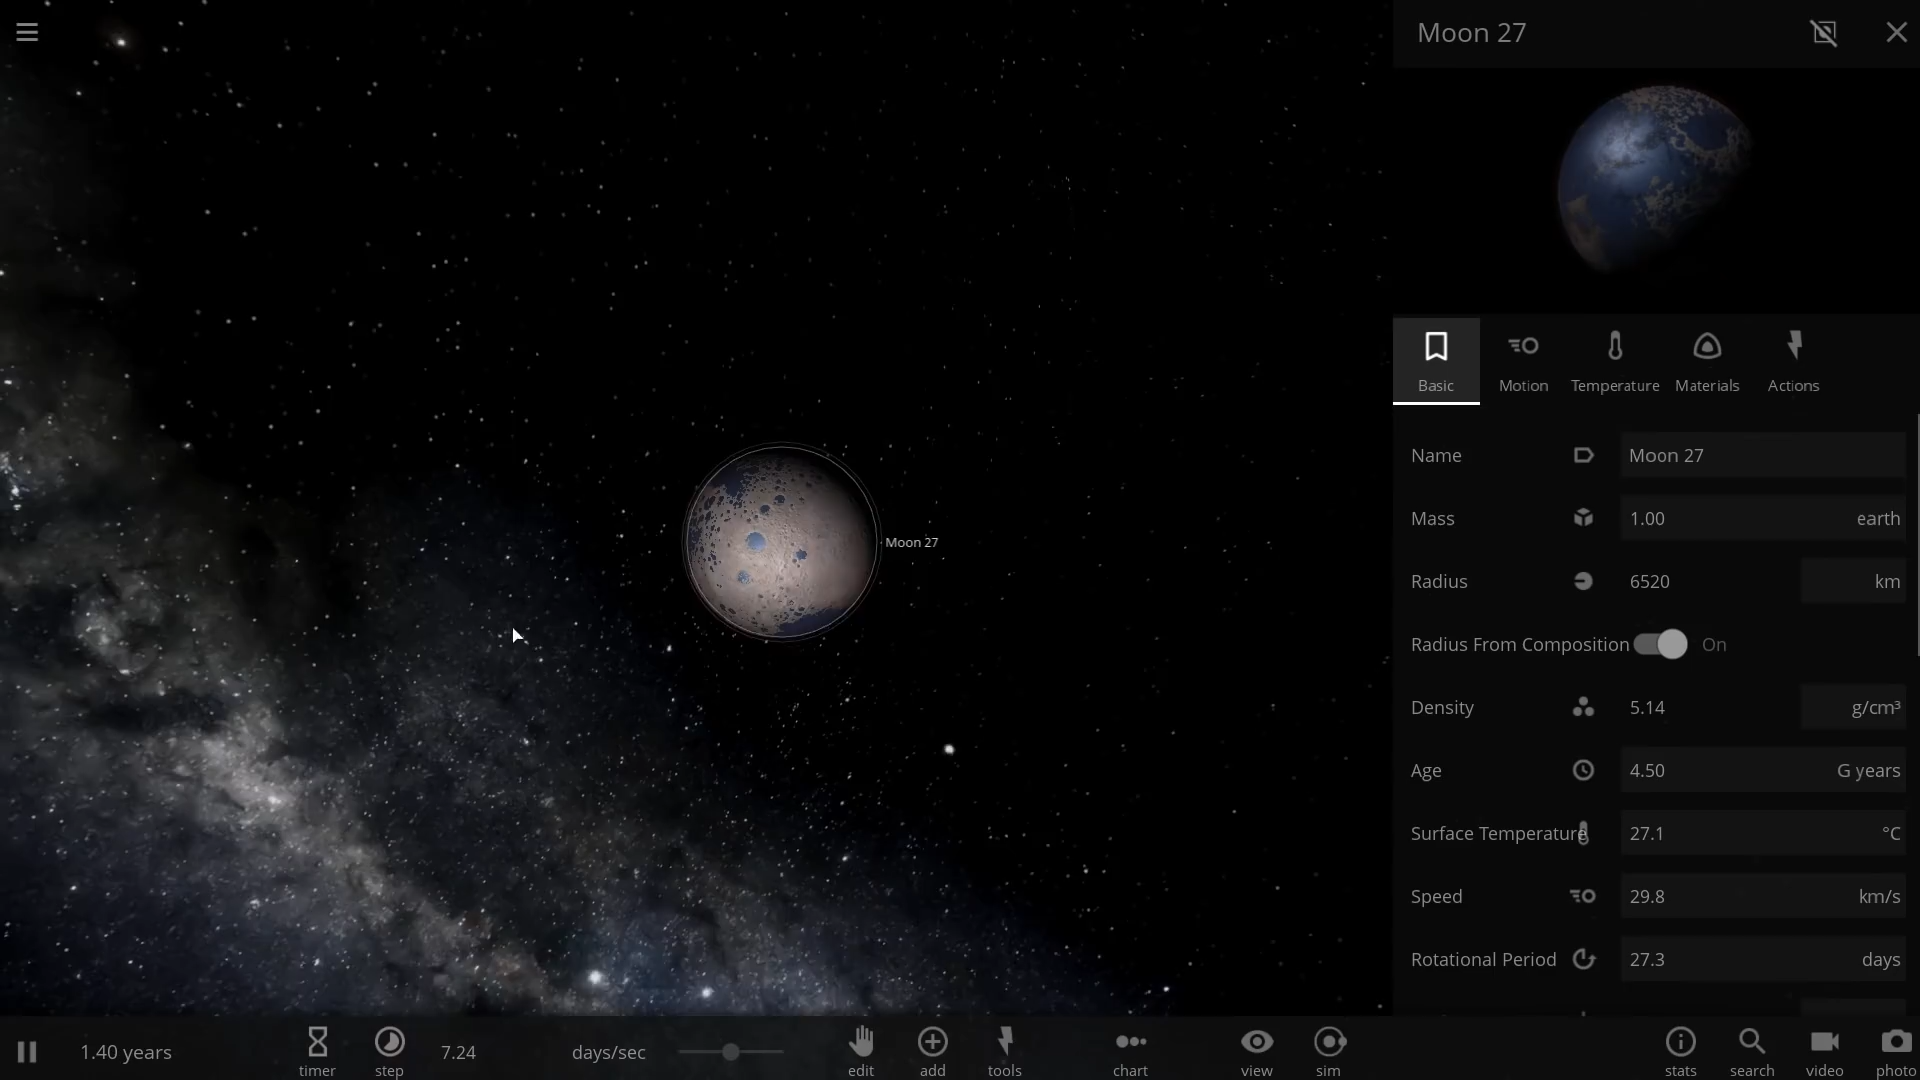 Moon 27
Basic
Motion
Temperature
Materials
Actions
Name Moon 27
Mass 1.00 earth
Radius 6520 km
Radius From Composition On
Density 5.14 g/cm³
Age 4.50 G years
Surface Temperature 27.1 °C
Speed 29.8 km/s
Rotational Period 27.3 days
Moon 27
1.40 years
timer
step
7.24 days/sec
edit
add
tools
chart
view
sim
stats
search
video
photo